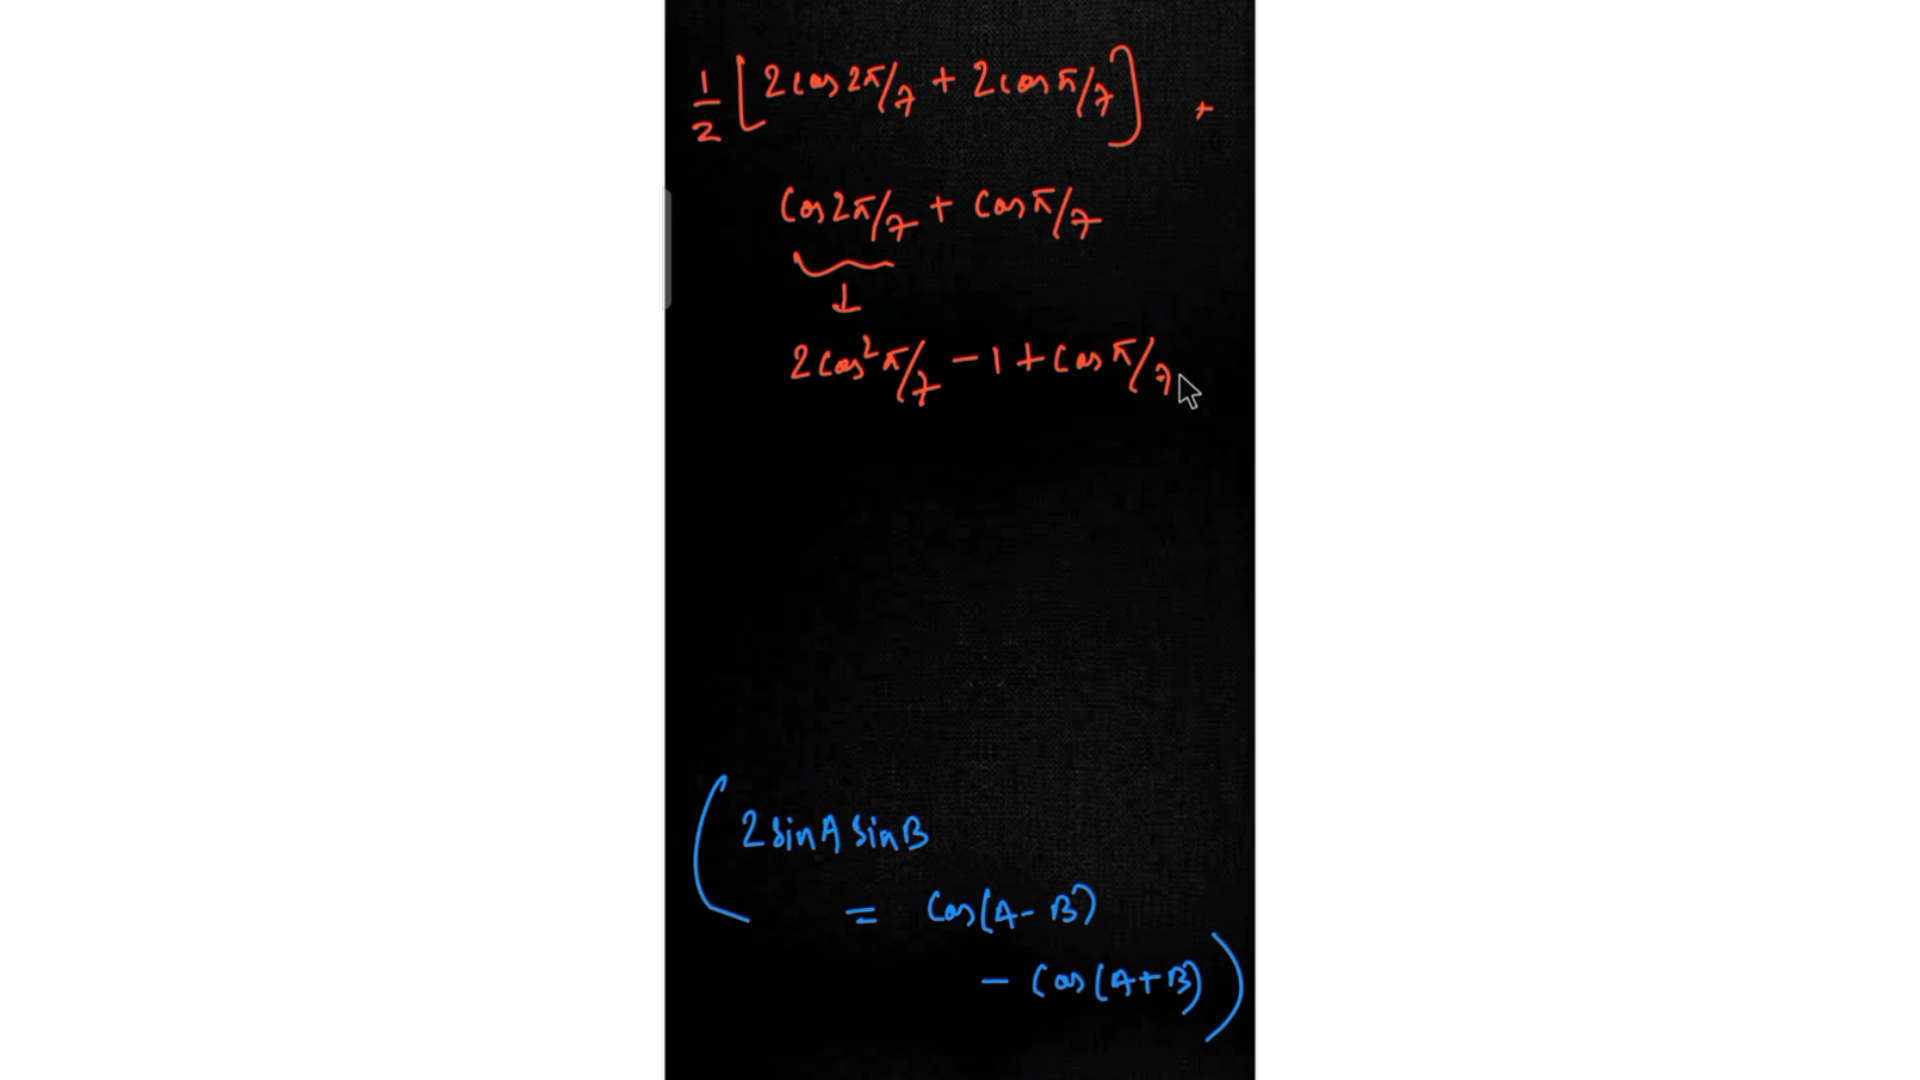 1/2 [2cos2π/7 + 2cosπ/7] +
cos2π/7 + cosπ/7
↓
2cos²π/7 - 1 + cosπ/7
(2sinA sinB
= cos(A - B)
- cos(A + B))